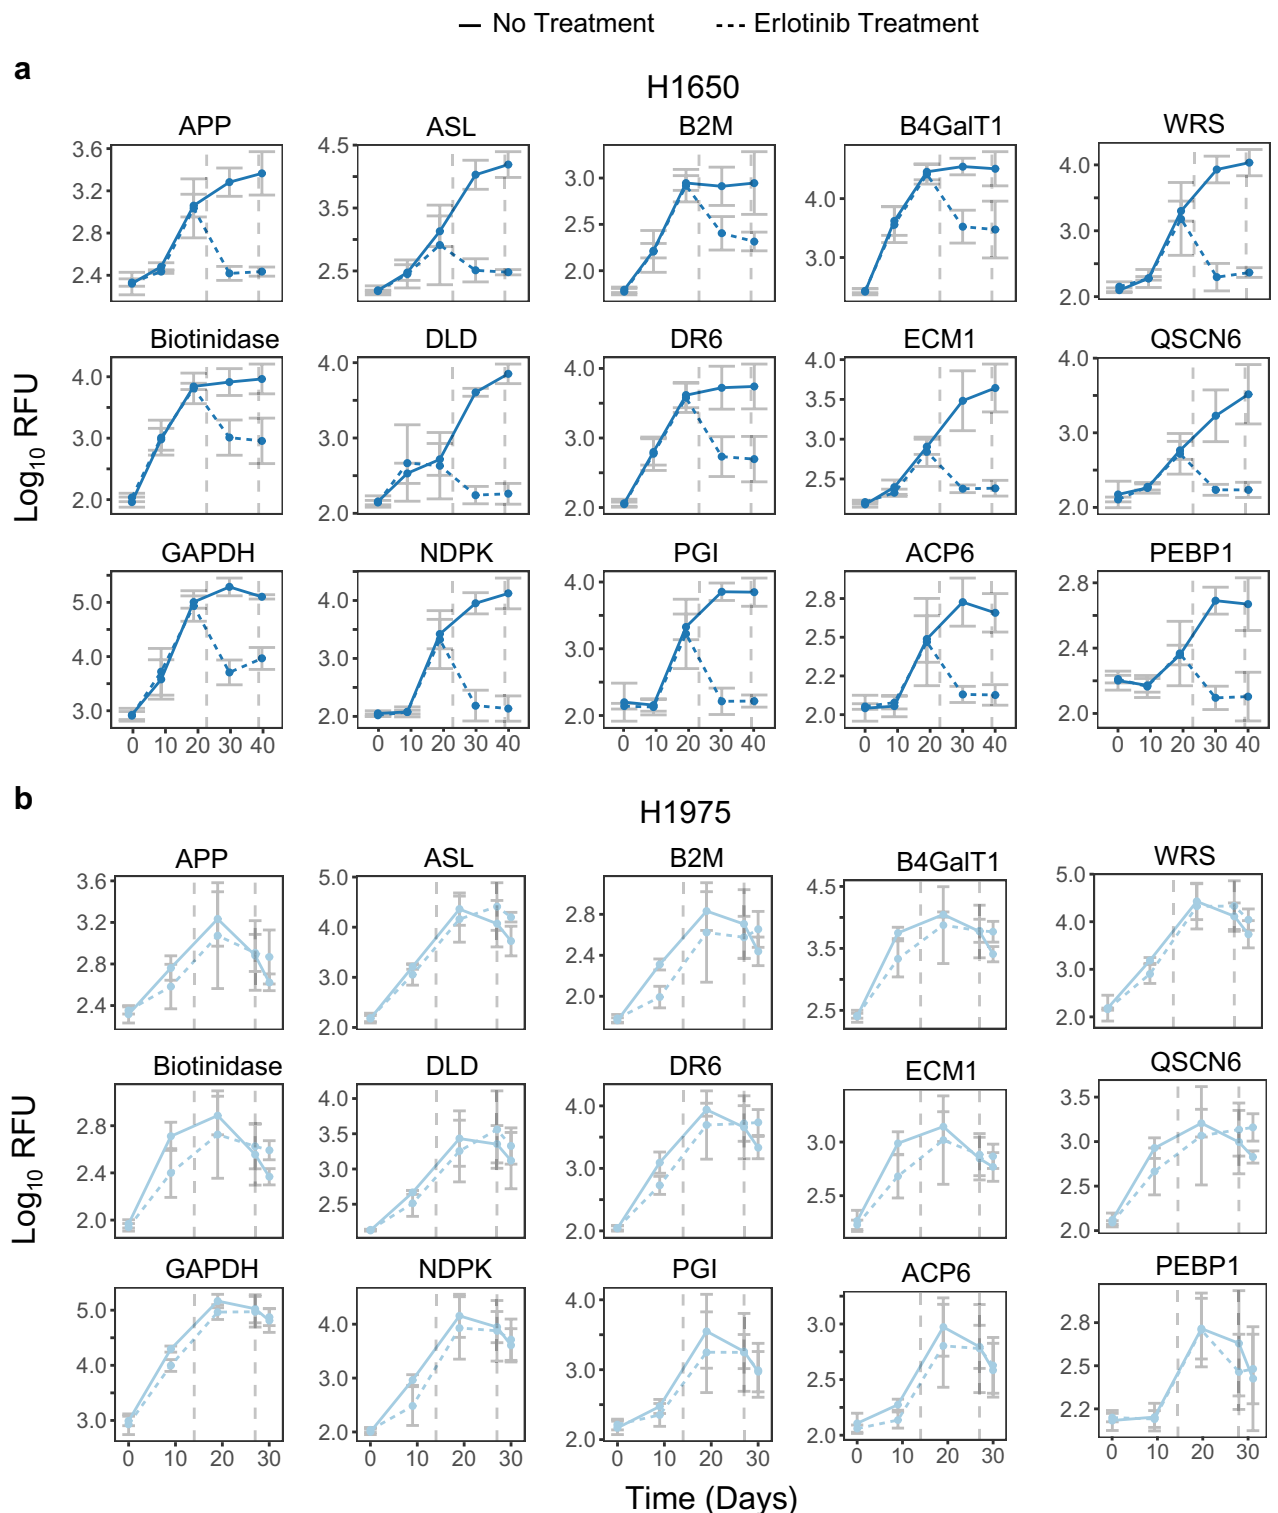 No Treatment Erlotinib Treatment
a
H1650
APP ASL B2M B4GalT1 WRS
3.6 3.2 2.8 2.4
4.5 3.5 2.5
3.0 2.5 2.0
4.0 3.0
4.0 3.0 2.0
Biotinidase DLD DR6 ECM1 QSCN6
4.0 3.0 2.0
4.0 3.0 2.0
4.0 3.0 2.0
4.0 3.5 3.0 2.5
4.0 3.0 2.0
Log10 RFU
GAPDH NDPK PGI ACP6 PEBP1
5.0 4.0 3.0
4.0 3.0 2.0
4.0 3.0 2.0
2.8 2.5 2.2 2.0
2.8 2.4 2.0
0 10 20 30 40 0 10 20 30 40 0 10 20 30 40 0 10 20 30 40 0 10 20 30 40
b
H1975
APP ASL B2M B4GalT1 WRS
3.6 3.2 2.8 2.4
5.0 4.0 3.0 2.0
2.8 2.4 2.0
4.5 3.5 2.5
5.0 4.0 3.0 2.0
Biotinidase DLD DR6 ECM1 QSCN6
2.8 2.4 2.0
4.0 3.5 3.0 2.5
4.0 3.0 2.0
3.0 2.5
3.5 3.0 2.5 2.0
Log10 RFU
GAPDH NDPK PGI ACP6 PEBP1
5.0 4.0 3.0
4.0 3.0 2.0
4.0 3.0 2.0
3.0 2.5 2.0
2.8 2.5 2.2
0 10 20 30 0 10 20 30 0 10 20 30 0 10 20 30 0 10 20 30
Time (Days)